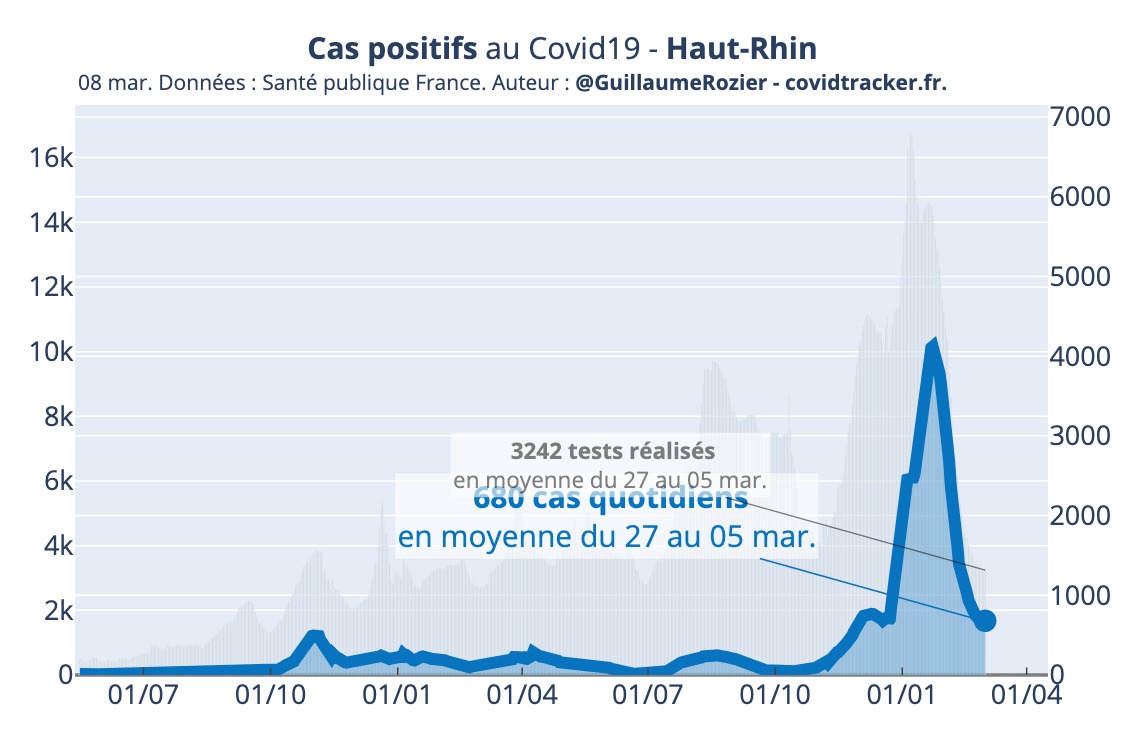 Cas positifs au Covid19 - Haut-Rhin
08 mar. Données : Santé publique France. Auteur : @GuillaumeRozier - covidtracker.fr.
16k
14k
12k
10k
8k
6k
4k
2k
0
7000
6000
5000
4000
3000
2000
1000
0
3242 tests réalisés
en moyenne du 27 au 05 mar.
680 cas quotidiens
en moyenne du 27 au 05 mar.
01/07 01/10 01/01 01/04 01/07 01/10 01/01 01/04